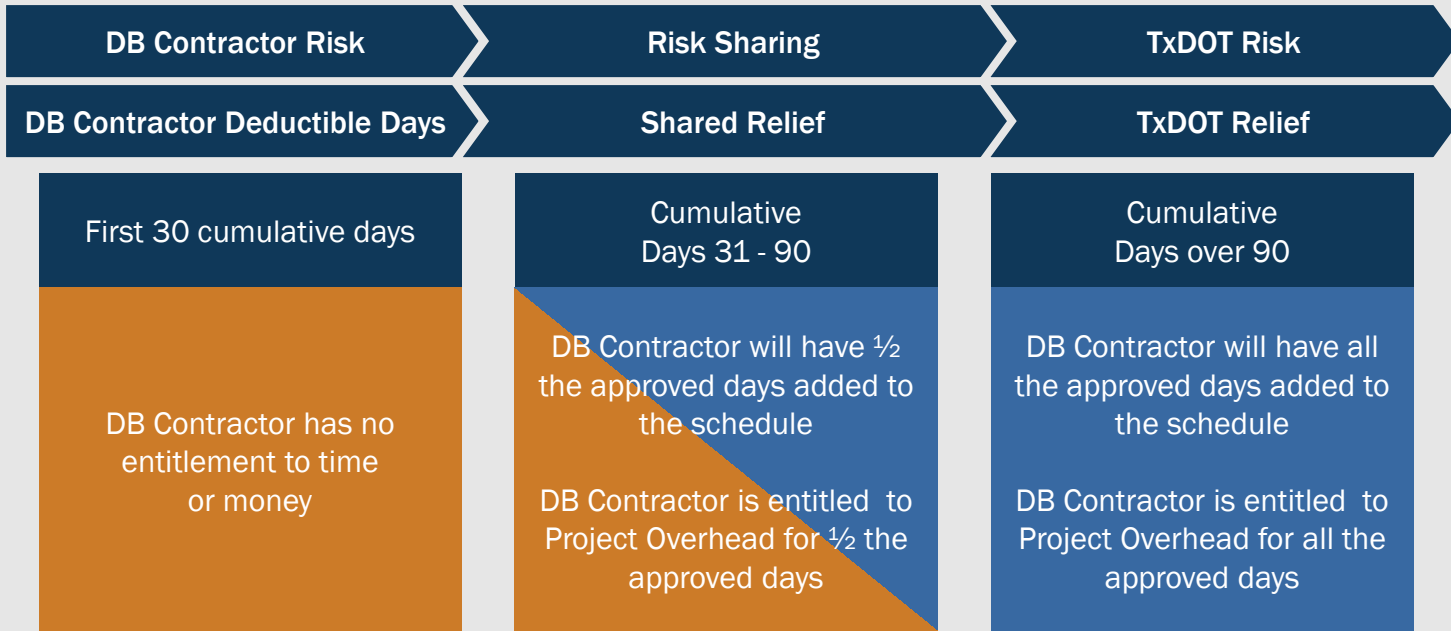 DB Contractor Risk
Risk Sharing
TxDOT Risk
DB Contractor Deductible Days
Shared Relief
TxDOT Relief
First 30 cumulative days
DB Contractor has no
entitlement to time
or money
Cumulative
Days 31 - 90
DB Contractor will have ½
the approved days added to
the schedule
DB Contractor is entitled to
Project Overhead for ½ the
approved days
Cumulative
Days over 90
DB Contractor will have all
the approved days added to
the schedule
DB Contractor is entitled to
Project Overhead for all the
approved days